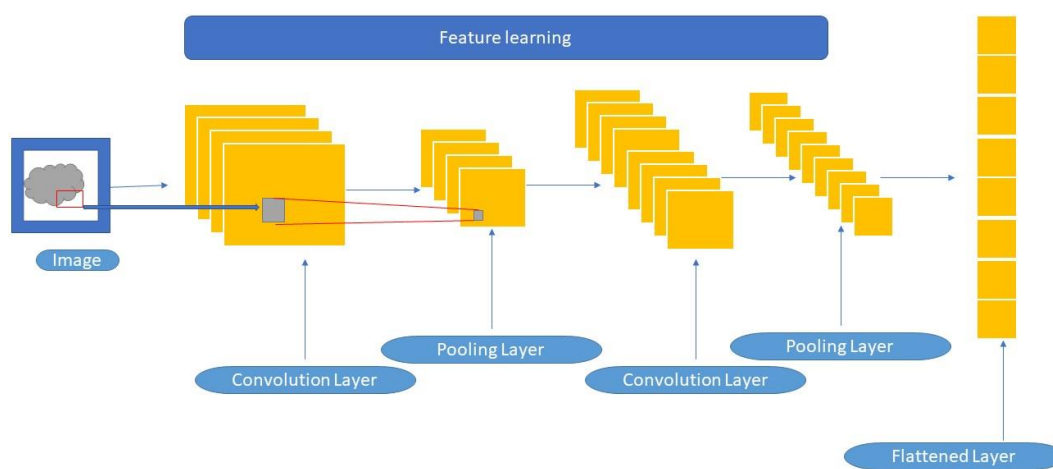 Feature learning
Image
Convolution Layer
Pooling Layer
Convolution Layer
Pooling Layer
Flattened Layer